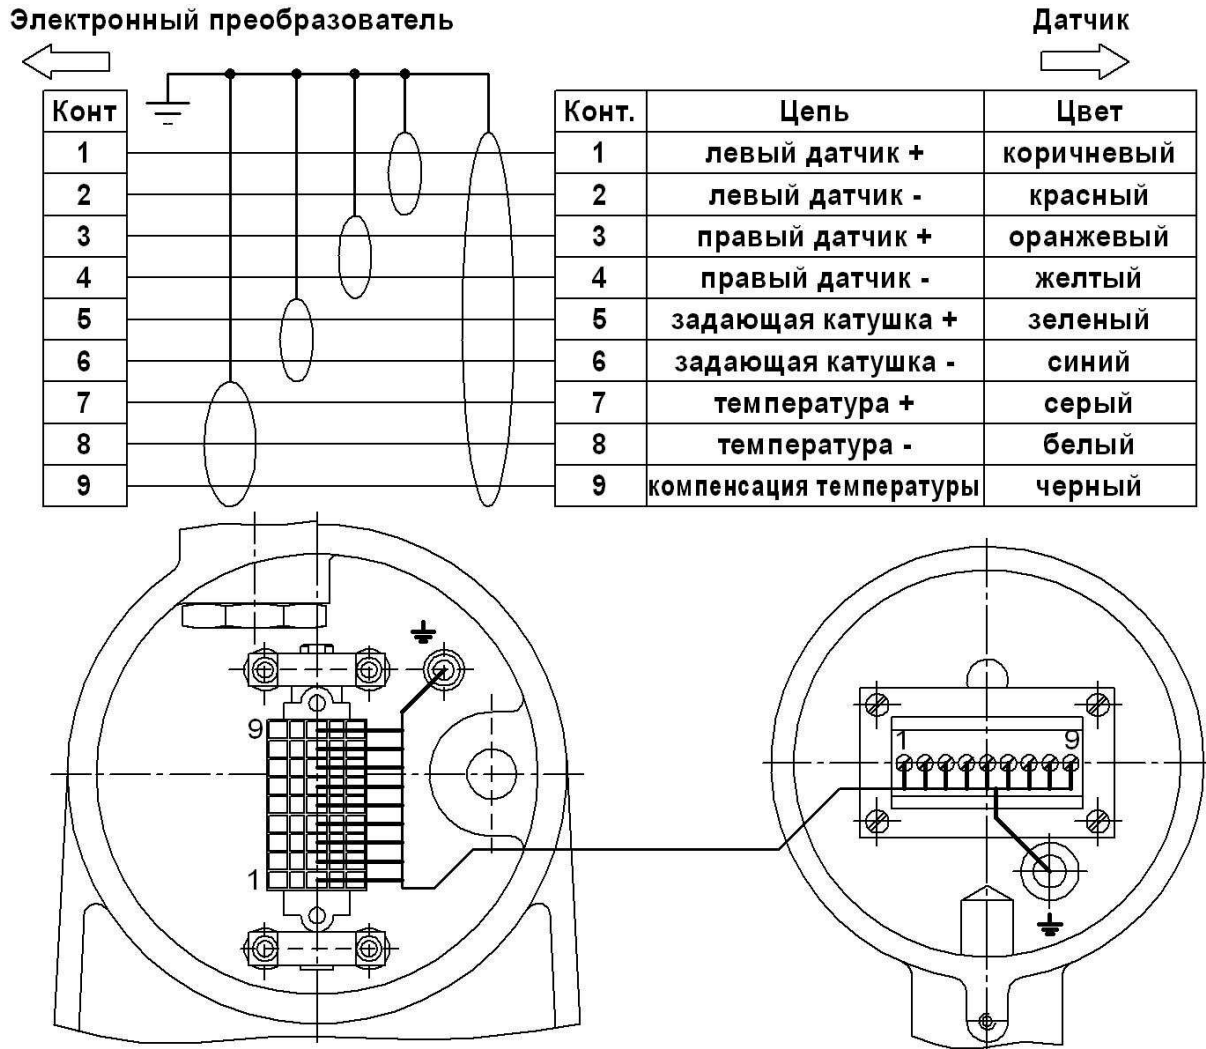 Электронный преобразователь Датчик
Конт Конт. Цепь Цвет
1 1 левый датчик + коричневый
2 2 левый датчик - красный
3 3 правый датчик + оранжевый
4 4 правый датчик - желтый
5 5 задающая катушка + зеленый
6 6 задающая катушка - синий
7 7 температура + серый
8 8 температура - белый
9 9 компенсация температуры черный
9
1
1 9